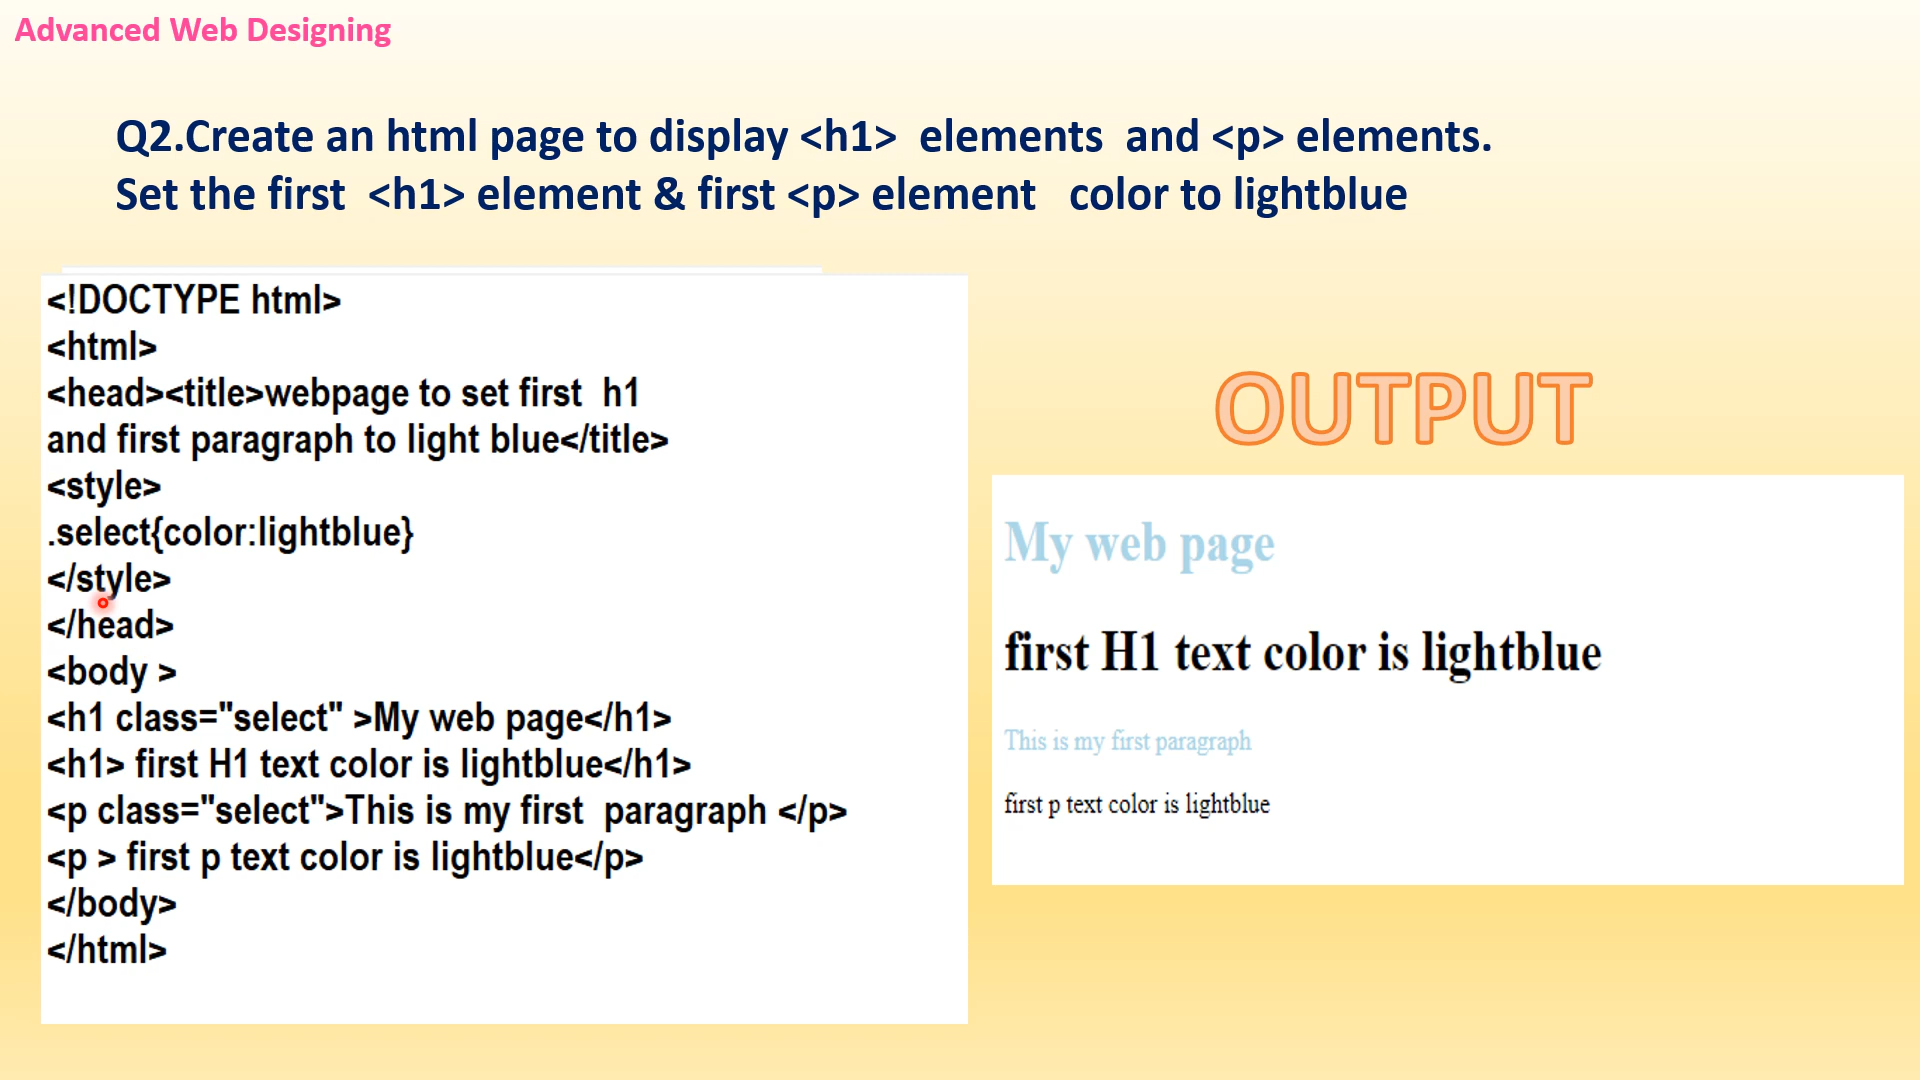 Advanced Web Designing
Q2.Create an html page to display <h1> elements and <p> elements.
Set the first <h1> element & first <p> element color to lightblue
<!DOCTYPE html>
<html>
<head><title>webpage to set first h1
and first paragraph to light blue</title>
<style>
.select{color:lightblue}
</style>
</head>
<body >
<h1 class="select" >My web page</h1>
<h1> first H1 text color is lightblue</h1>
<p class="select">This is my first paragraph </p>
<p > first p text color is lightblue</p>
</body>
</html>
OUTPUT
My web page
first H1 text color is lightblue
This is my first paragraph
first p text color is lightblue